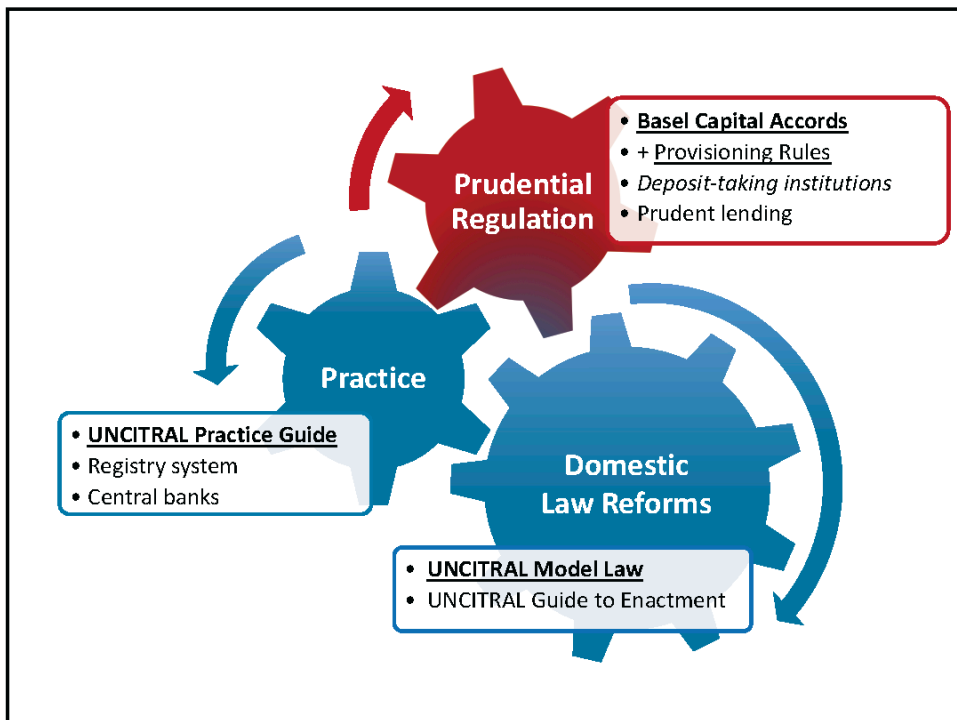 Prudential
Regulation
• Basel Capital Accords
• + Provisioning Rules
• Deposit-taking institutions
• Prudent lending
Practice
• UNCITRAL Practice Guide
• Registry system
• Central banks
Domestic
Law Reforms
• UNCITRAL Model Law
• UNCITRAL Guide to Enactment